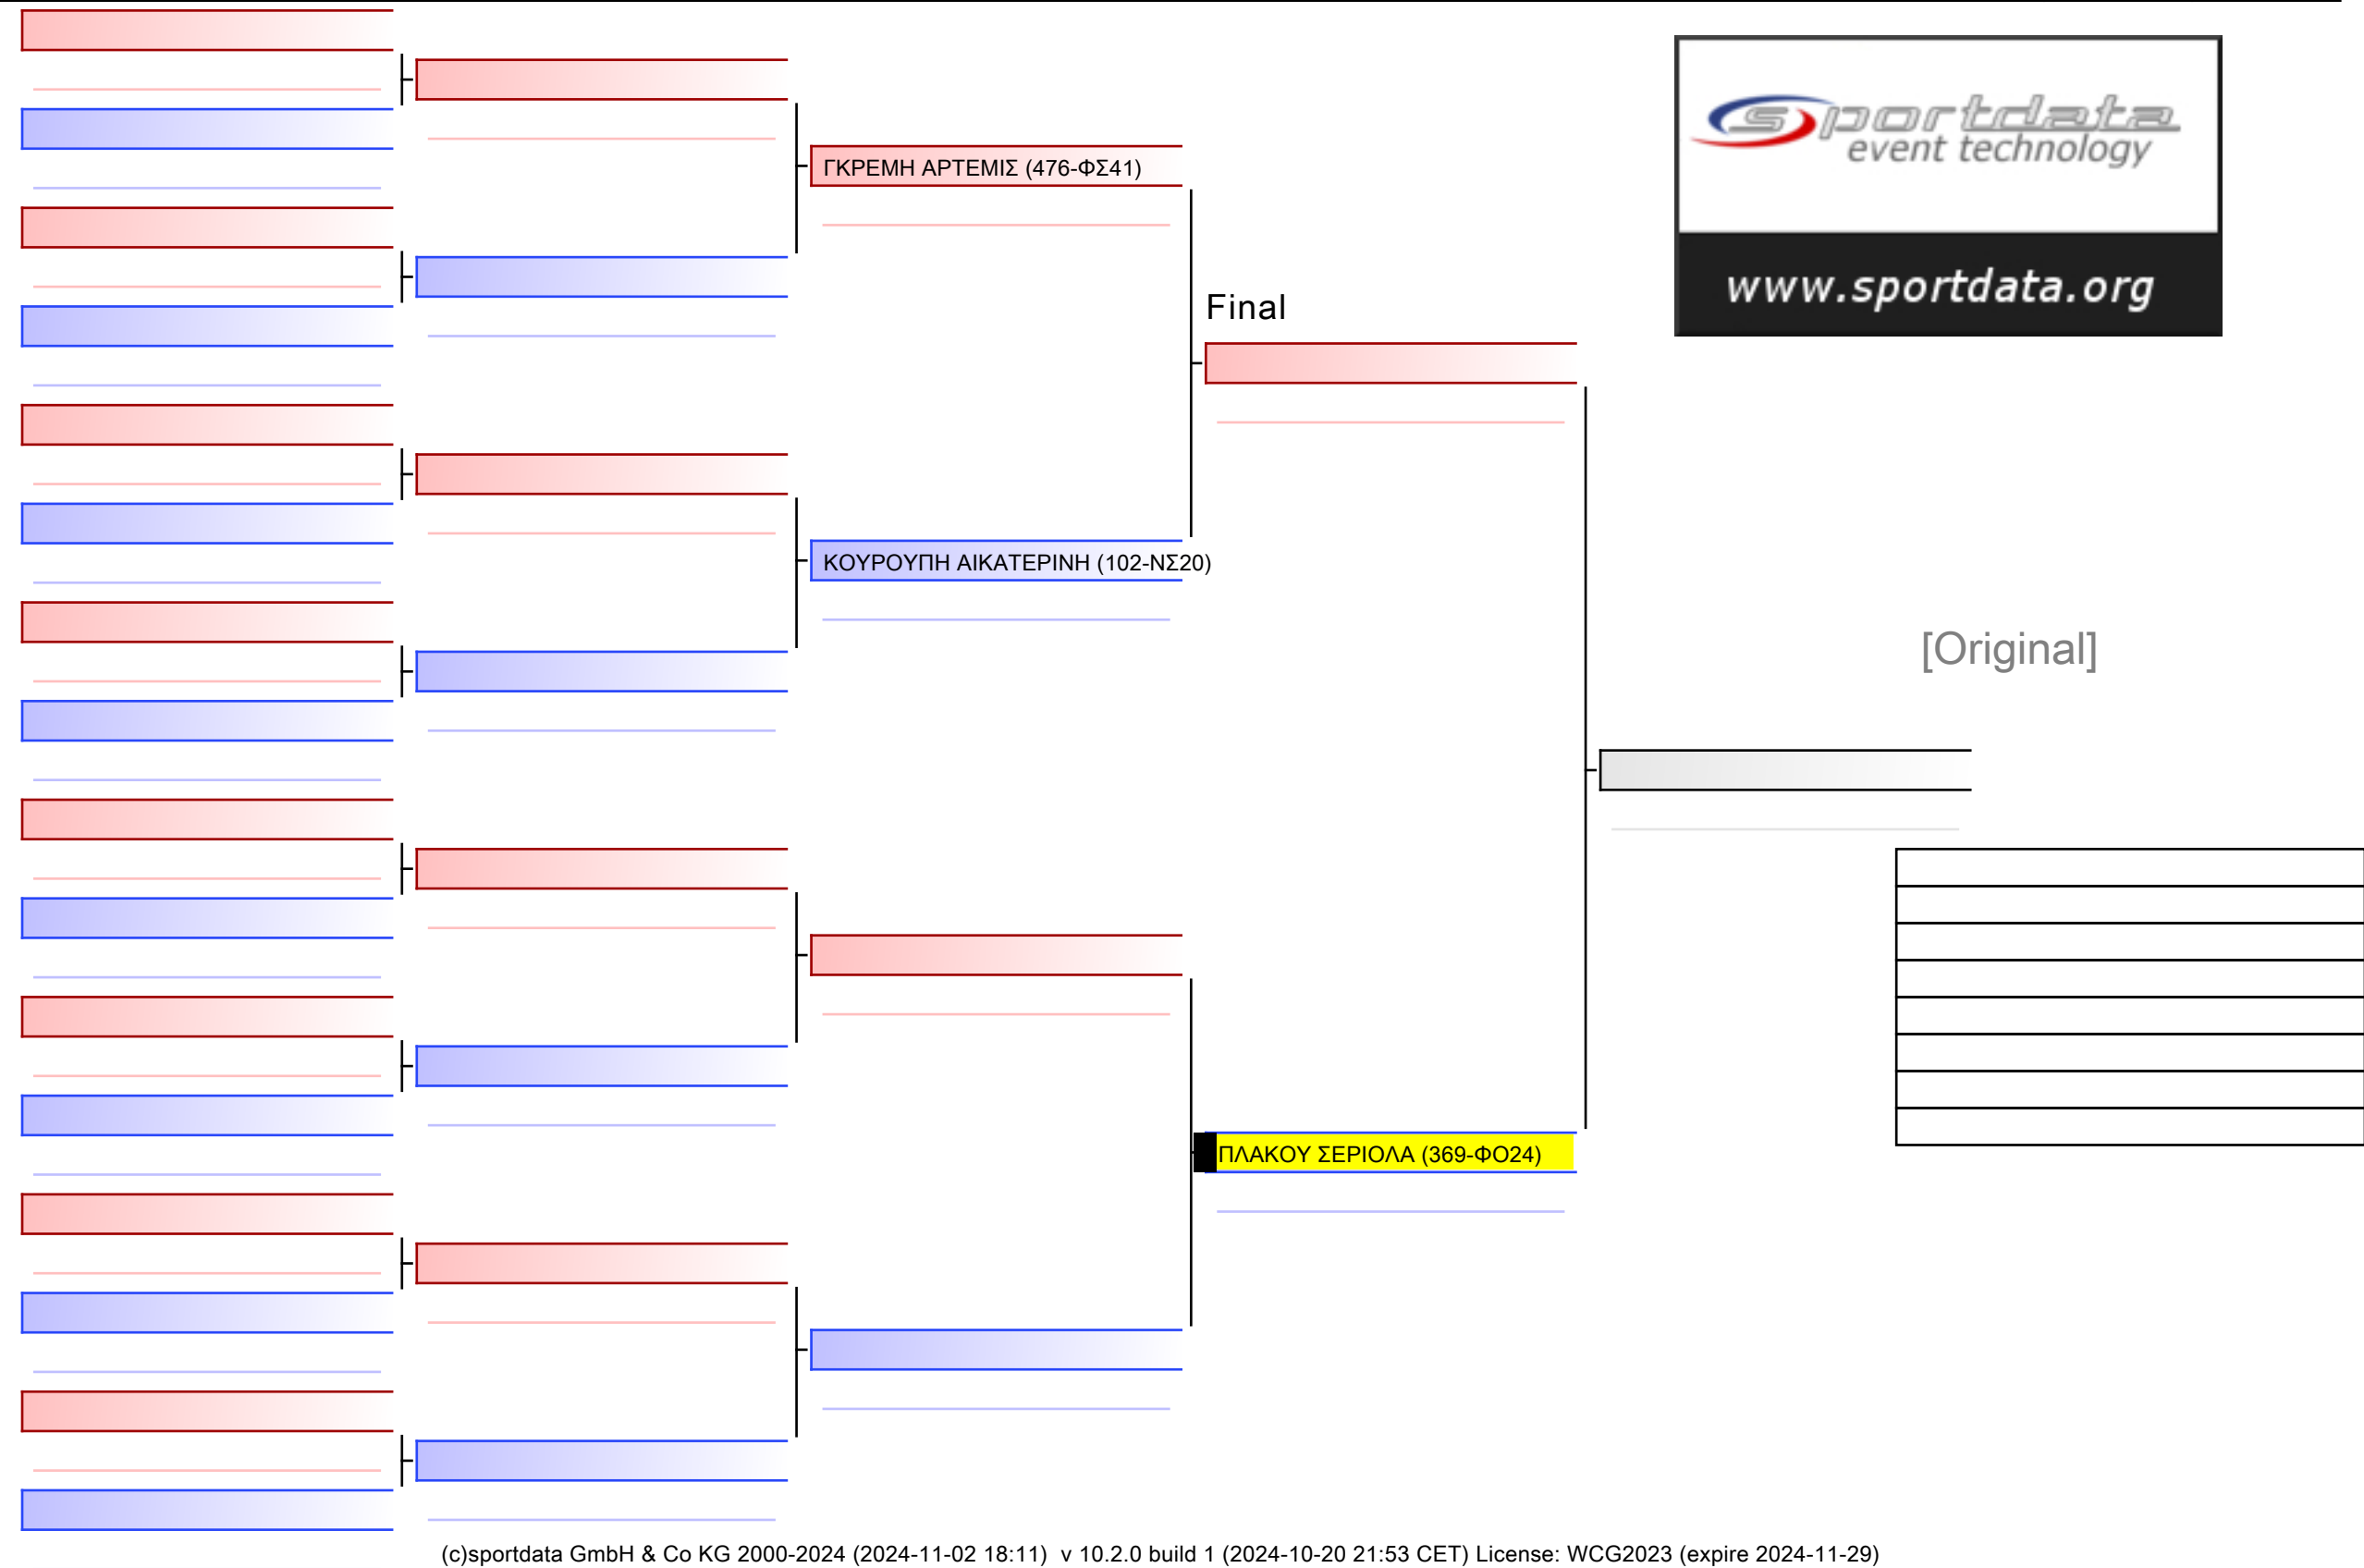 sportdata
event technology
www.sportdata.org
ΓΚΡΕΜΗ ΑΡΤΕΜΙΣ (476-ΦΣ41)
Final
ΚΟΥΡΟΥΠΗ ΑΙΚΑΤΕΡΙΝΗ (102-ΝΣ20)
[Original]
ΠΛΑΚΟΥ ΣΕΡΙΟΛΑ (369-ΦΟ24)
(c)sportdata GmbH & Co KG 2000-2024 (2024-11-02 18:11) v 10.2.0 build 1 (2024-10-20 21:53 CET) License: WCG2023 (expire 2024-11-29)